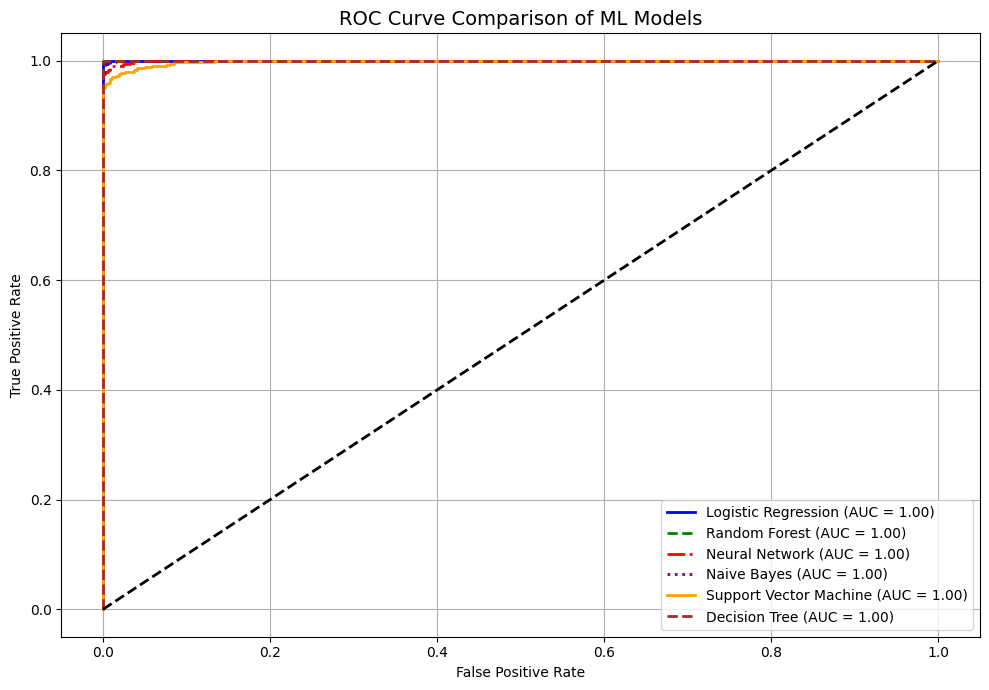 ROC Curve Comparison of ML Models
True Positive Rate
1.0
0.8
0.6
0.4
0.2
0.0
Logistic Regression (AUC = 1.00)
Random Forest (AUC = 1.00)
Neural Network (AUC = 1.00)
Naive Bayes (AUC = 1.00)
Support Vector Machine (AUC = 1.00)
Decision Tree (AUC = 1.00)
0.0 0.2 0.4 0.6 0.8 1.0
False Positive Rate